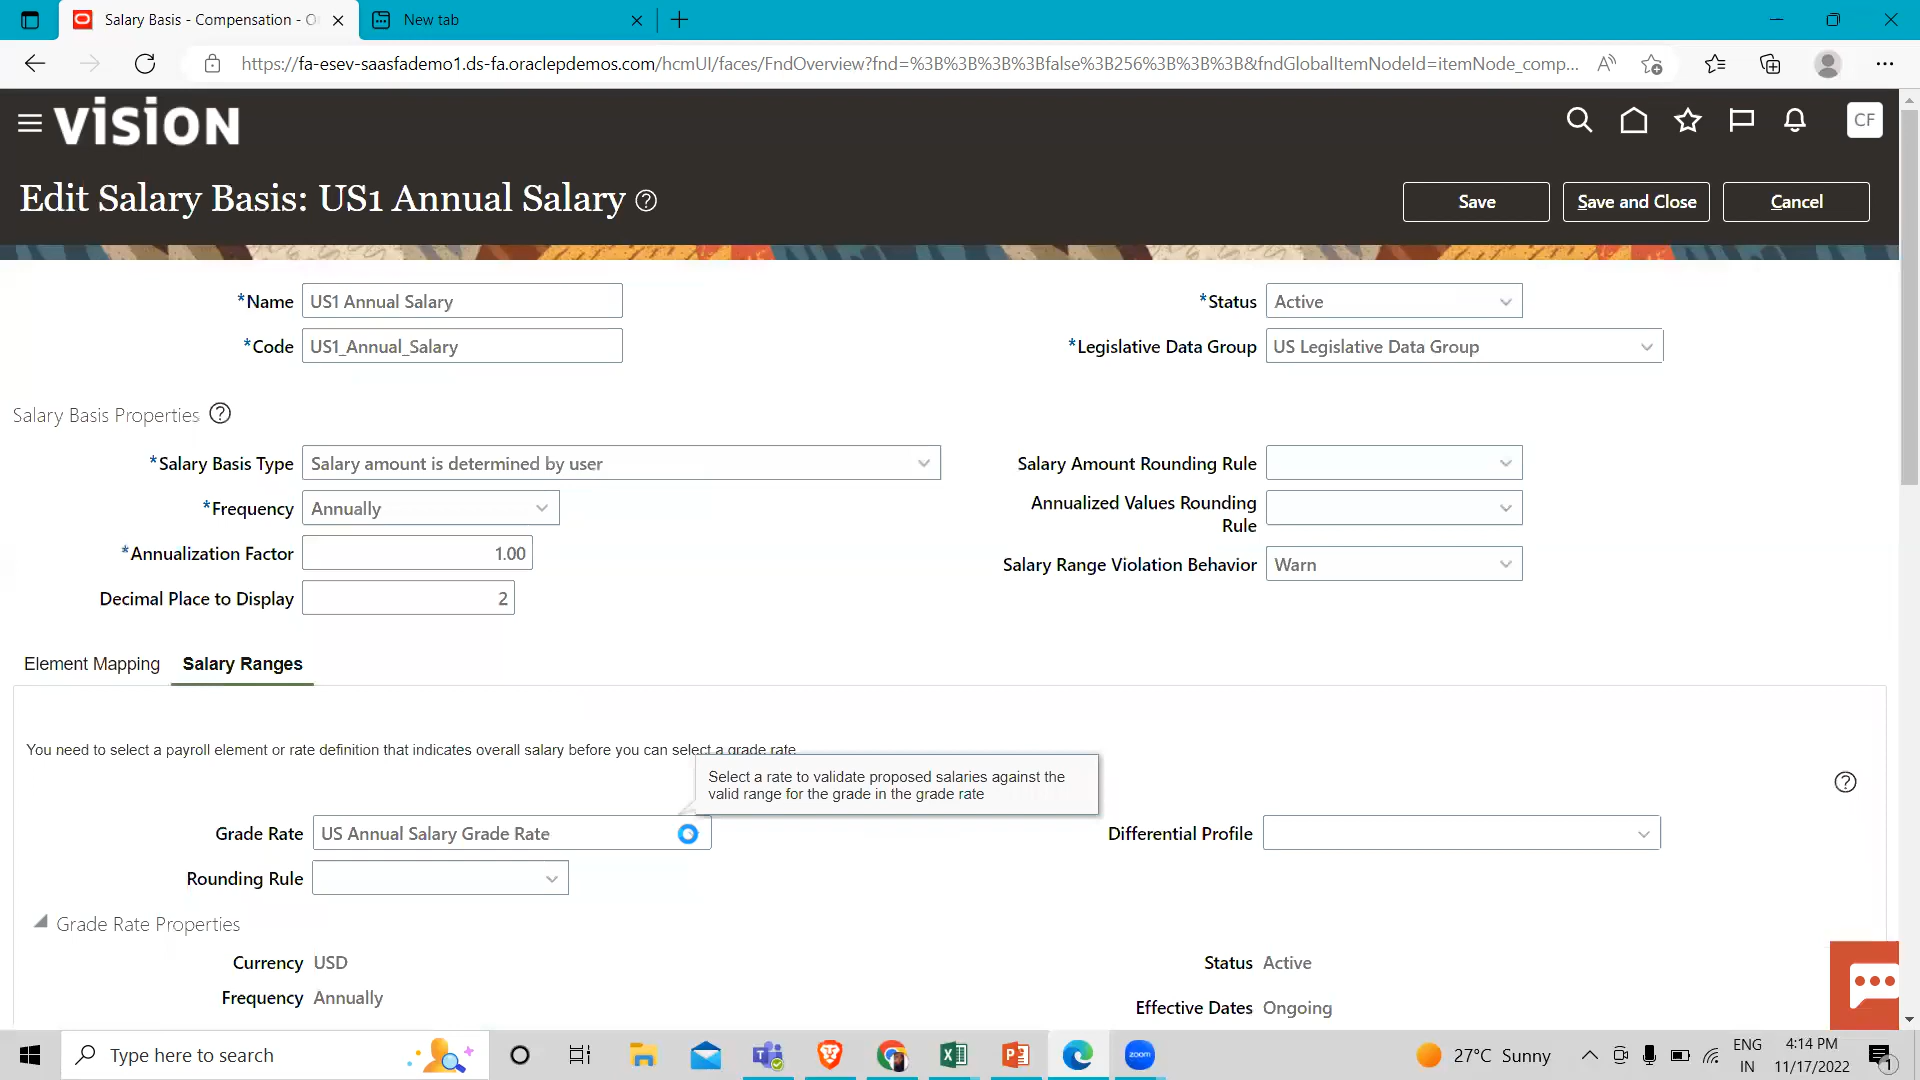 Salary Basis - Compensation - O
New tab
https://fa-esev-saasfademo1.ds-fa.oraclepdemos.com/hcmUI/faces/FndOverview?fnd=%3B%3B%3B%3Bfalse%3B256%3B%3B%3B&fndGlobalItemNodeId=itemNode_comp...
VISION
CF
Edit Salary Basis: US1 Annual Salary
Save
Save and Close
Cancel
*Name US1 Annual Salary
*Status Active
*Code US1_Annual_Salary
*Legislative Data Group US Legislative Data Group
Salary Basis Properties
*Salary Basis Type Salary amount is determined by user
Salary Amount Rounding Rule
*Frequency Annually
Annualized Values Rounding
Rule
*Annualization Factor 1.00
Salary Range Violation Behavior Warn
Decimal Place to Display 2
Element Mapping
Salary Ranges
You need to select a payroll element or rate definition that indicates overall salary before you can select a grade rate
Select a rate to validate proposed salaries against the
valid range for the grade in the grade rate
Grade Rate US Annual Salary Grade Rate
Differential Profile
Rounding Rule
Grade Rate Properties
Currency USD
Status Active
Frequency Annually
Effective Dates Ongoing
Type here to search
zoom
27°C Sunny
ENG
IN
4:14 PM
11/17/2022
1